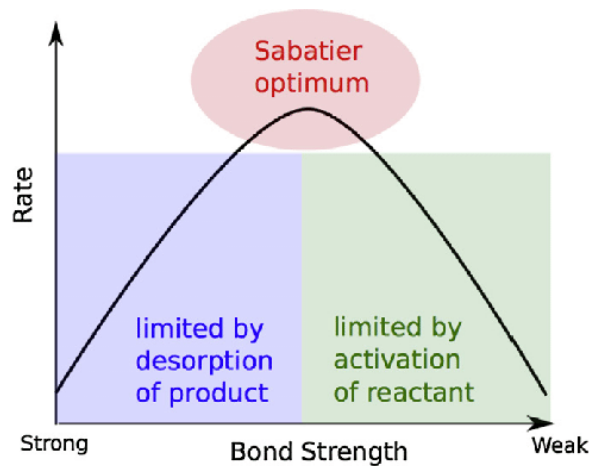 Sabatier
optimum
Rate
limited by
desorption
of product
limited by
activation
of reactant
Strong
Bond Strength
Weak